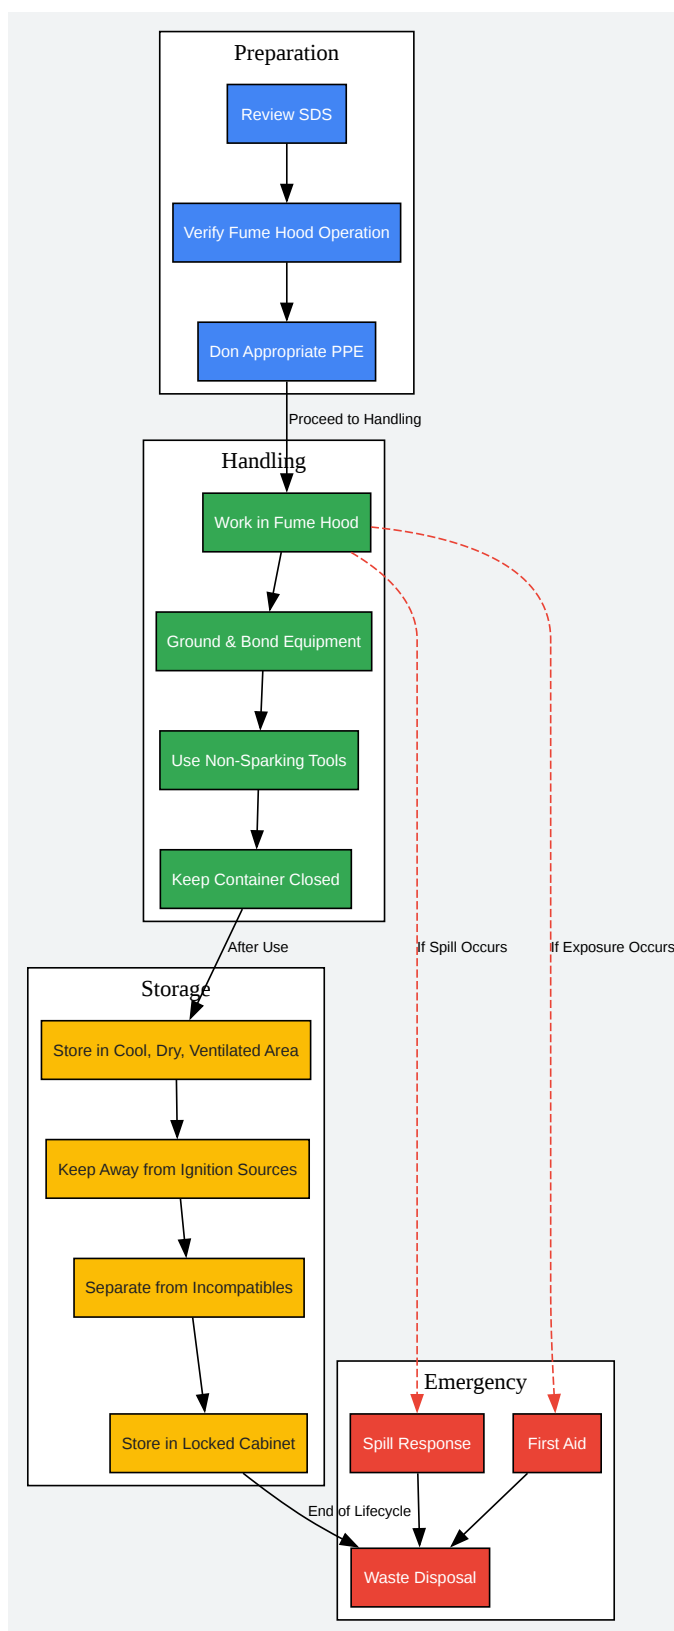 Preparation
Review SDS
Verify Fume Hood Operation
Don Appropriate PPE
Proceed to Handling
Handling
Work in Fume Hood
Ground & Bond Equipment
Use Non-Sparking Tools
Keep Container Closed
After Use
If Spill Occurs
If Exposure Occurs
Storage
Store in Cool, Dry, Ventilated Area
Keep Away from Ignition Sources
Separate from Incompatibles
Store in Locked Cabinet
Emergency
Spill Response
First Aid
End of Lifecycle
Waste Disposal